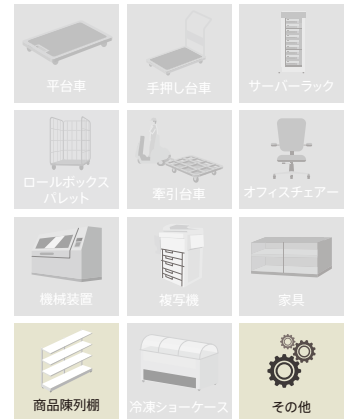 平台車
手押し台車
サーバーラック
ロールボックス
パレット
牽引台車
オフィスチェアー
機械装置
複写機
家具
商品陳列棚
冷凍ショーケース
その他